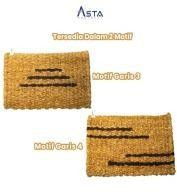 ASTA
Tersedia Dalam 2 Motif
Motif Garis 3
Motif Garis 4